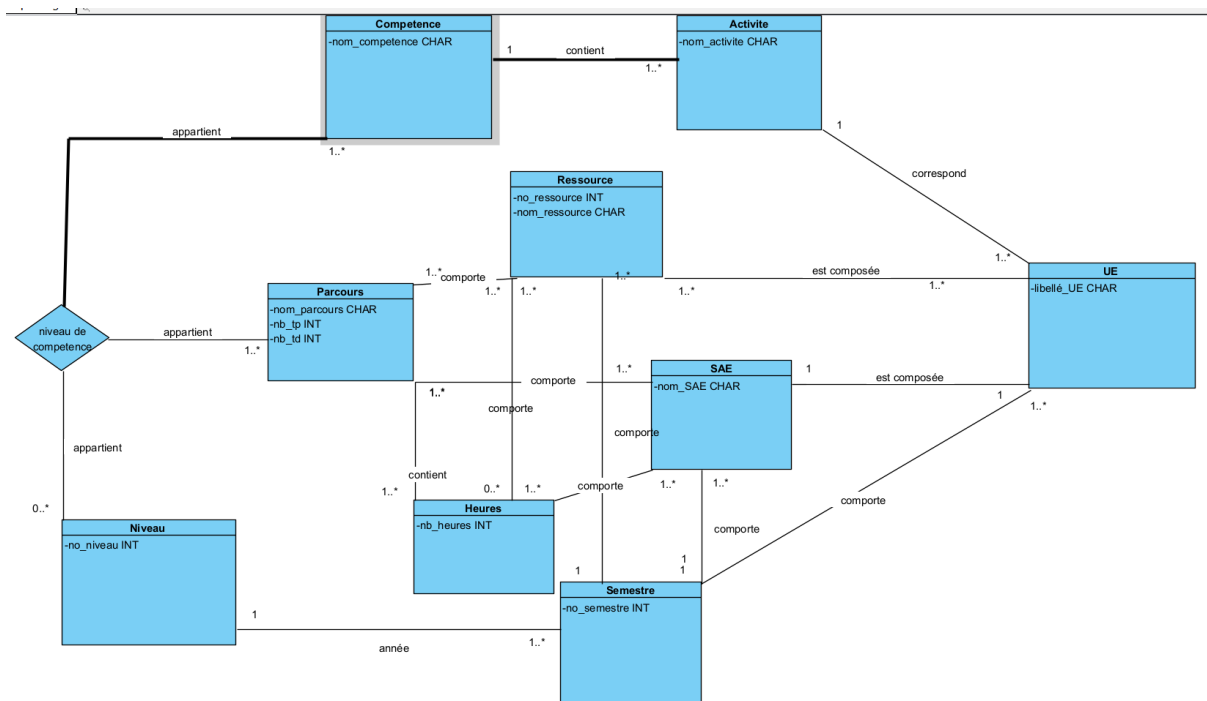 Competence
-nom_competence CHAR
Activite
-nom_activite CHAR
1
contient
1..*
appartient
1..*
1
correspond
Ressource
-no_ressource INT
-nom_ressource CHAR
1..*
comporte
1..*
1..*
1..*
1..*
est composée
1..*
1..*
UE
-libellé_UE CHAR
Parcours
-nom_parcours CHAR
-nb_tp INT
-nb_td INT
niveau de
competence
appartient
1..*
SAE
-nom_SAE CHAR
1..*
comporte
1..*
1
est composée
1
1..*
comporte
comporte
appartient
contient
1..*
0..*
1..*
comporte
1..*
1..*
comporte
0..*
Heures
-nb_heures INT
comporte
Niveau
-no_niveau INT
1
1
1
Semestre
-no_semestre INT
1
année
1..*